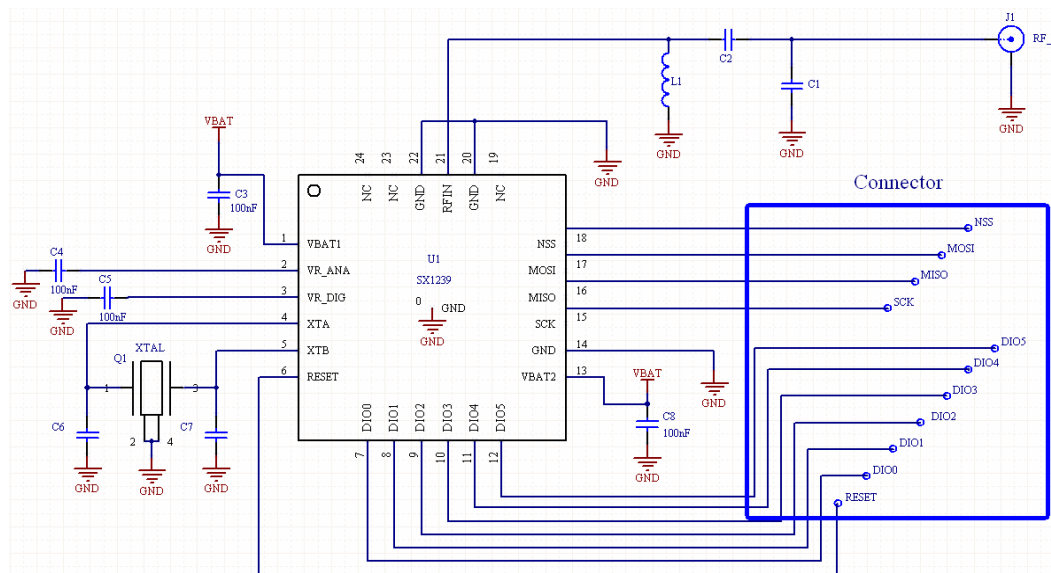 J1
RF_
C2
L1
C1
GND
GND
GND
VBAT
24
23
22
21
20
19
GND
NC
NC
GND
RFIN
GND
NC
Connector
C3
100nF
GND
1
VBAT1
NSS
18
NSS
C4
2
VR_ANA
U1
MOSI
17
MOSI
100nF
GND
C5
3
VR_DIG
SX1239
MISO
16
MISO
100nF
GND
0
GND
GND
4
XTA
SCK
15
SCK
XTAL
Q1
5
XTB
GND
14
DIO5
6
RESET
VBAT2
13
VBAT
DIO4
1
3
GND
DIO3
C6
C7
2
4
DIO0
DIO1
DIO2
DIO3
DIO4
DIO5
C8
100nF
DIO2
7
8
9
10
11
12
DIO1
GND
GND
GND
GND
DIO0
RESET